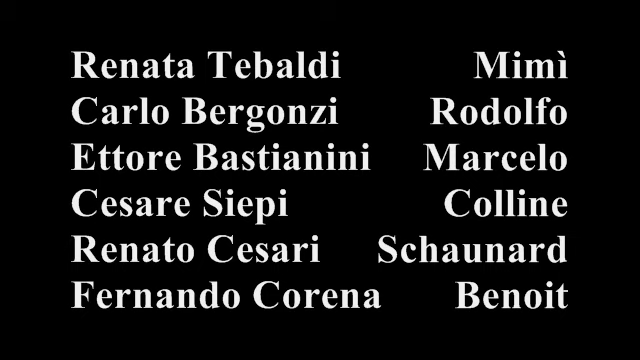 Renata Tebaldi Mimì
Carlo Bergonzi Rodolfo
Ettore Bastianini Marcelo
Cesare Siepi Colline
Renato Cesari Schaunard
Fernando Corena Benoit